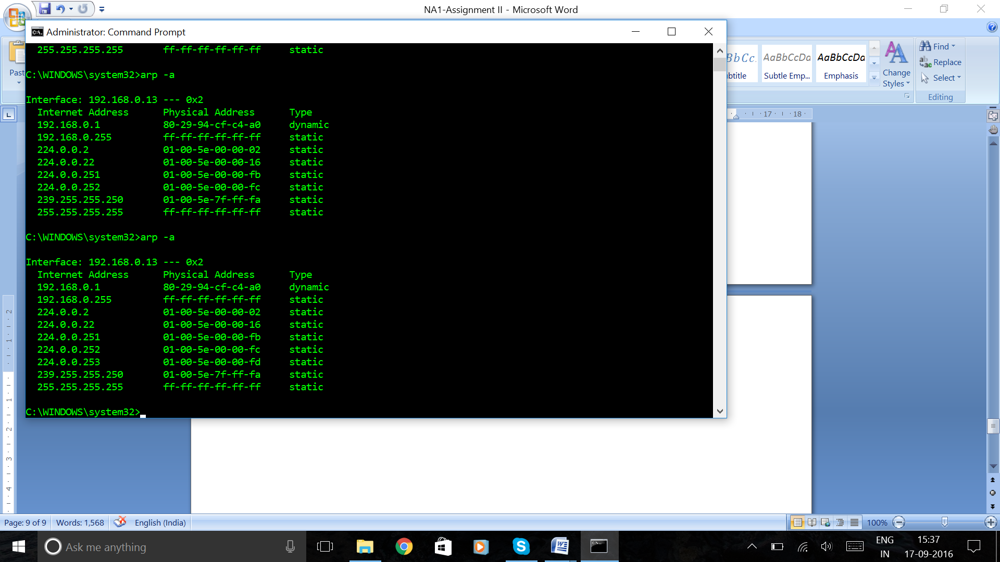 NA1-Assignment II - Microsoft Word
Administrator: Command Prompt
255.255.255.255 ff-ff-ff-ff-ff-ff static
C:\WINDOWS\system32>arp -a
Interface: 192.168.0.13 --- 0x2
Internet Address Physical Address Type
192.168.0.1 80-29-94-cf-c4-a0 dynamic
192.168.0.255 ff-ff-ff-ff-ff-ff static
224.0.0.2 01-00-5e-00-00-02 static
224.0.0.22 01-00-5e-00-00-16 static
224.0.0.251 01-00-5e-00-00-fb static
224.0.0.252 01-00-5e-00-00-fc static
239.255.255.250 01-00-5e-7f-ff-fa static
255.255.255.255 ff-ff-ff-ff-ff-ff static
C:\WINDOWS\system32>arp -a
Interface: 192.168.0.13 --- 0x2
Internet Address Physical Address Type
192.168.0.1 80-29-94-cf-c4-a0 dynamic
192.168.0.255 ff-ff-ff-ff-ff-ff static
224.0.0.2 01-00-5e-00-00-02 static
224.0.0.22 01-00-5e-00-00-16 static
224.0.0.251 01-00-5e-00-00-fb static
224.0.0.252 01-00-5e-00-00-fc static
224.0.0.253 01-00-5e-00-00-fd static
239.255.255.250 01-00-5e-7f-ff-fa static
255.255.255.255 ff-ff-ff-ff-ff-ff static
C:\WINDOWS\system32>
Past
bCc. AaBbCcDa AaBbCcDa
btitle Subtle Emp... Emphasis
Change
Styles
Find
Replace
Select
Editing
17 18
2
1
1
2
3
4
Page: 9 of 9 Words: 1,568 English (India) 100%
Ask me anything
ENG
IN
15:37
17-09-2016